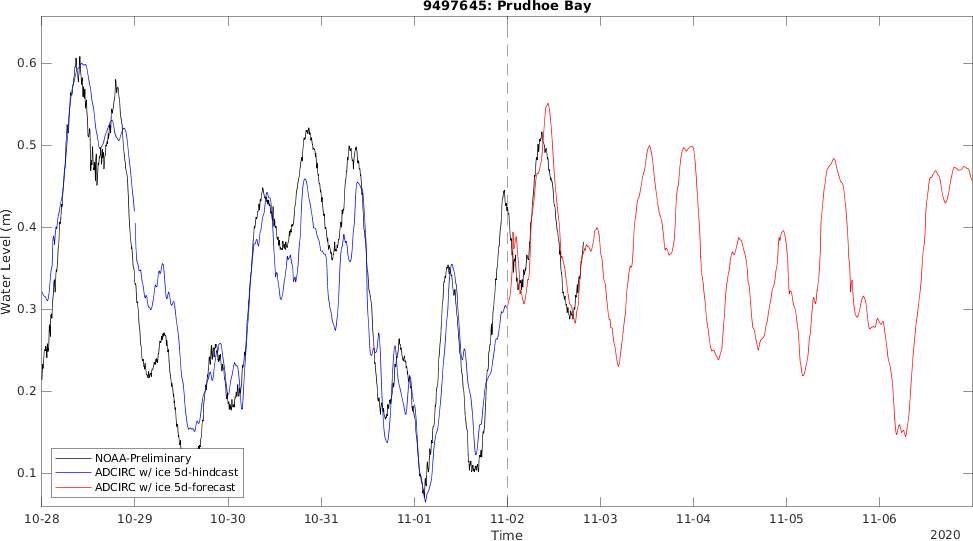 9497645: Prudhoe Bay
Water Level (m)
0.6
0.5
0.4
0.3
0.2
0.1
NOAA-Preliminary
ADCIRC w/ ice 5d-hindcast
ADCIRC w/ ice 5d-forecast
10-28 10-29 10-30 10-31 11-01 11-02 11-03 11-04 11-05 11-06
Time
2020